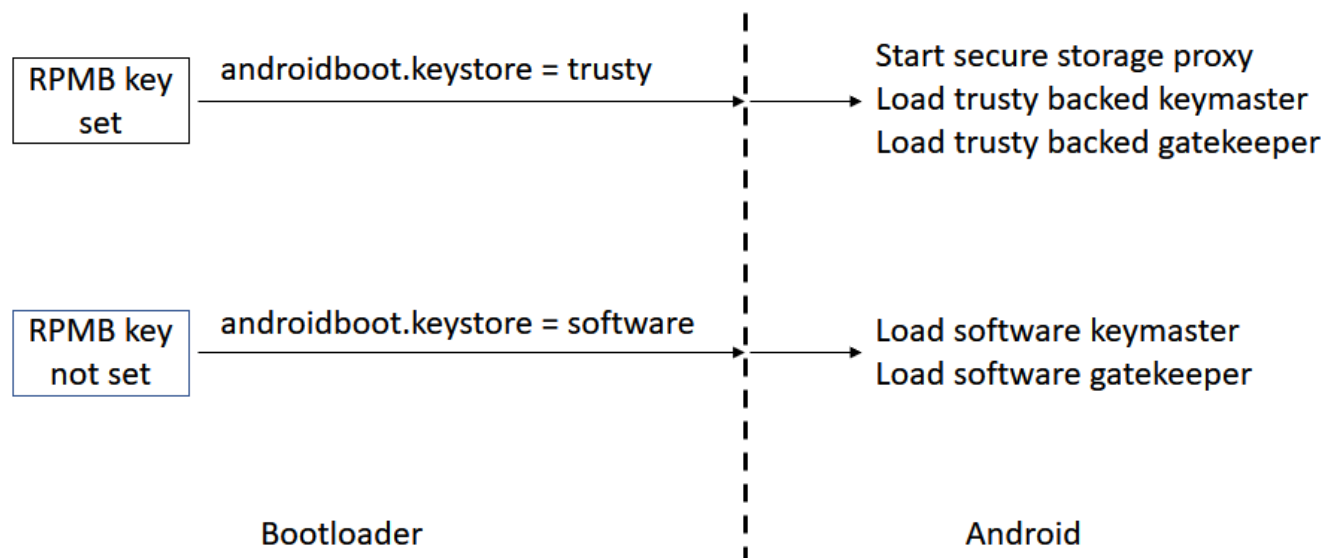 RPMB key
set
androidboot.keystore = trusty
Start secure storage proxy
Load trusty backed keymaster
Load trusty backed gatekeeper
RPMB key
not set
androidboot.keystore = software
Load software keymaster
Load software gatekeeper
Bootloader
Android